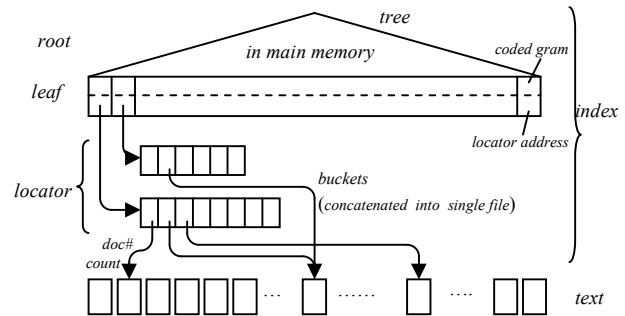 tree
root
in main memory
coded gram
leaf
index
locator address
locator
buckets
(concatenated into single file)
doc#
count
... ...... .... text